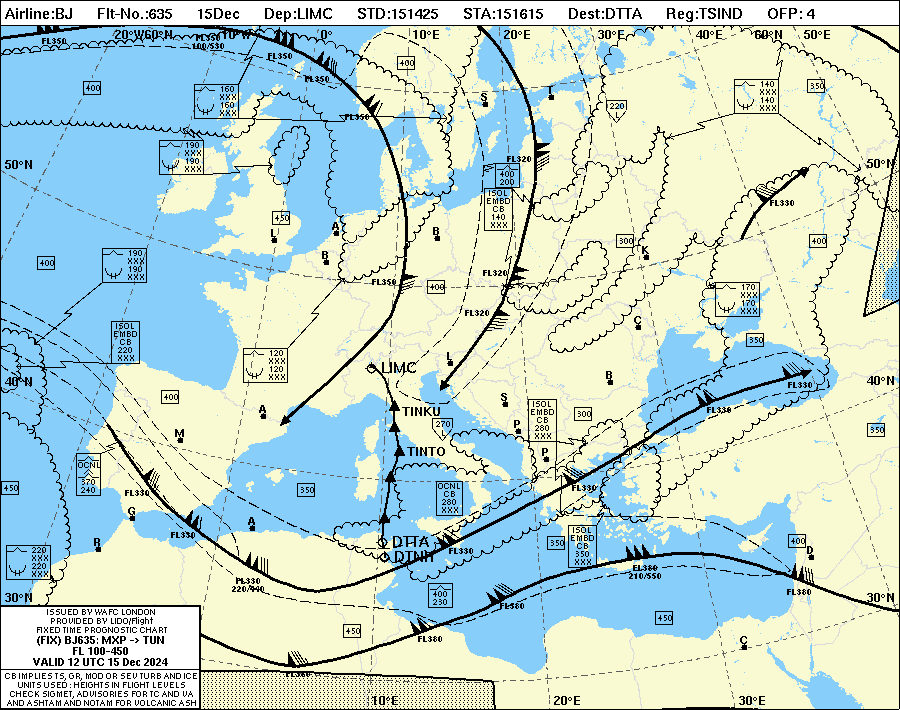 Airline:BJ Flt-No.:635 15Dec Dep:LIMC STD:151425 STA:151615 Dest:DTTA Reg:TSIND OFP: 4
20°W60°N 10°W 0° 10°E 20°E 30°E 40°E 60°N 50°E
FL350
FL350
100/530
FL350
FL350
FL350
400
400
350
160
XXX
160
XXX
140
XXX
140
XXX
S
T
220
190
XXX
190
XXX
50°N
50°N
FL320
400
200
ISOL
EMBD
CB
140
XXX
FL330
450
L
A
B
B
300
K
400
400
190
XXX
190
XXX
FL350
400
FL320
FL320
170
XXX
170
XXX
ISOL
EMBD
CB
220
XXX
120
XXX
120
XXX
C
350
LIMC
L
B
FL330
40°N
40°N
400
A
TINKU
S
ISOL
EMBD
CB
280
XXX
300
FL330
M
270
P
350
TINTO
P
OCNL
370
240
450
FL330
350
OCNL
CB
280
XXX
FL330
G
FL330
A
R
DTTA
DTNH
FL330
350
ISOL
EMBD
CB
350
XXX
400
D
220
XXX
220
XXX
FL330
220/440
FL380
210/550
FL380
400
230
FL380
30°N
30°N
450
450
FL380
C
FL380
ISSUED BY WAFC LONDON
PROVIDED BY LIDO/Flight
FIXED TIME PROGNOSTIC CHART
(FIX) BJ635: MXP -> TUN
FL 100-450
VALID 12 UTC 15 Dec 2024
CB IMPLIES TS, GR, MOD OR SEV TURB AND ICE
UNITS USED : HEIGHTS IN FLIGHT LEVELS
CHECK SIGMET, ADVISORIES FOR TC AND VA
AND ASHTAM AND NOTAM FOR VOLCANIC ASH
10°E 20°E 30°E